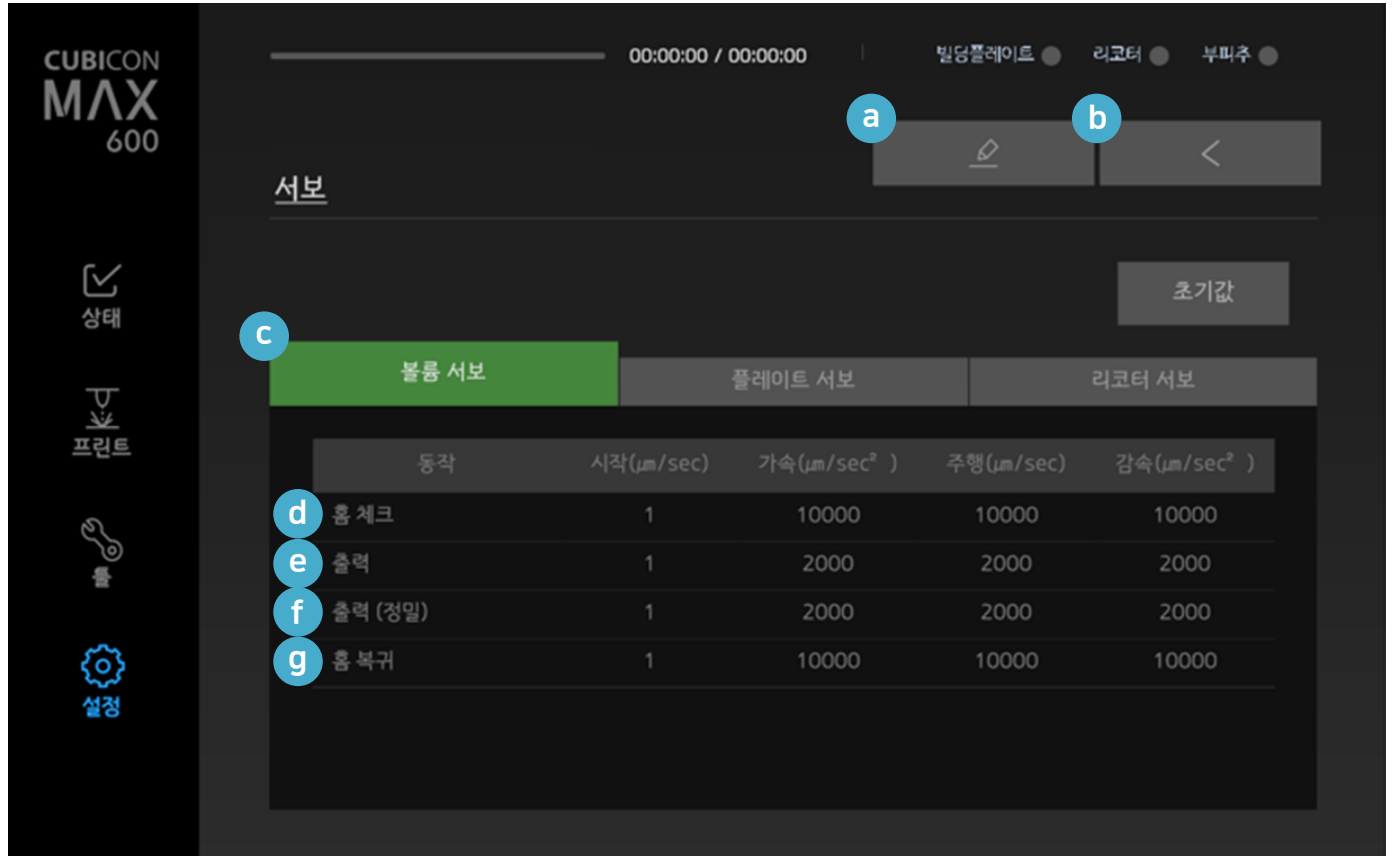 CUBICON
MAX
600
상태
프린트
툴
설정
00:00:00 / 00:00:00
빌딩플레이트 리코터 부피추
a b
서보
초기값
c
볼륨 서보 플레이트 서보 리코터 서보
동작 시작(㎛/sec) 가속(㎛/sec² ) 주행(㎛/sec) 감속(㎛/sec² )
d 홈 체크 1 10000 10000 10000
e 출력 1 2000 2000 2000
f 출력 (정밀) 1 2000 2000 2000
g 홈 복귀 1 10000 10000 10000